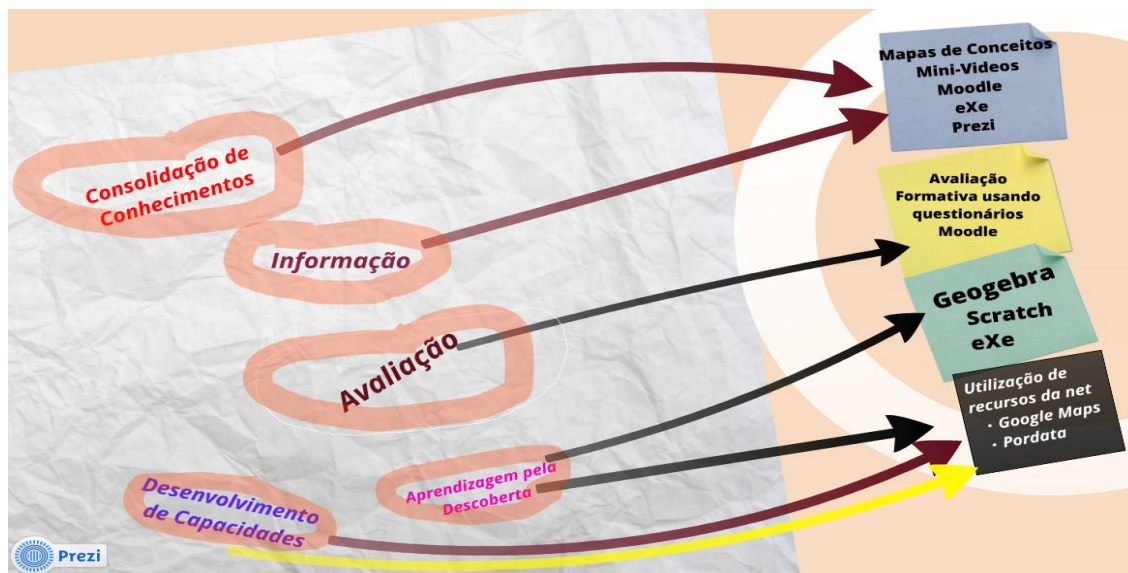 Consolidação de
Conhecimentos
Informação
Avaliação
Aprendizagem pela
Descoberta
Desenvolvimento
de Capacidades
Mapas de Conceitos
Mini-Videos
Moodle
eXe
Prezi
Avaliação
Formativa usando
questionários
Moodle
Geogebra
Scratch
eXe
Utilização de
recursos da net
• Google Maps
• Pordata
Prezi